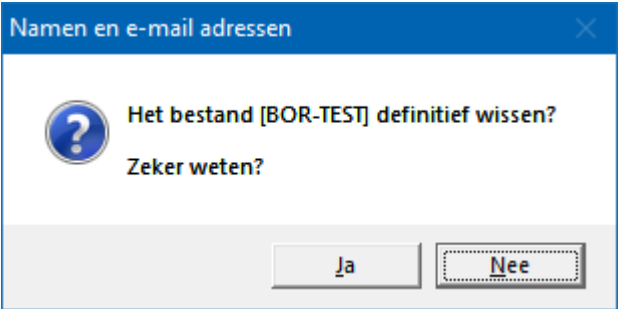 Namen en e-mail adressen
Het bestand [BOR-TEST] definitief wissen?
Zeker weten?
Ja
Nee